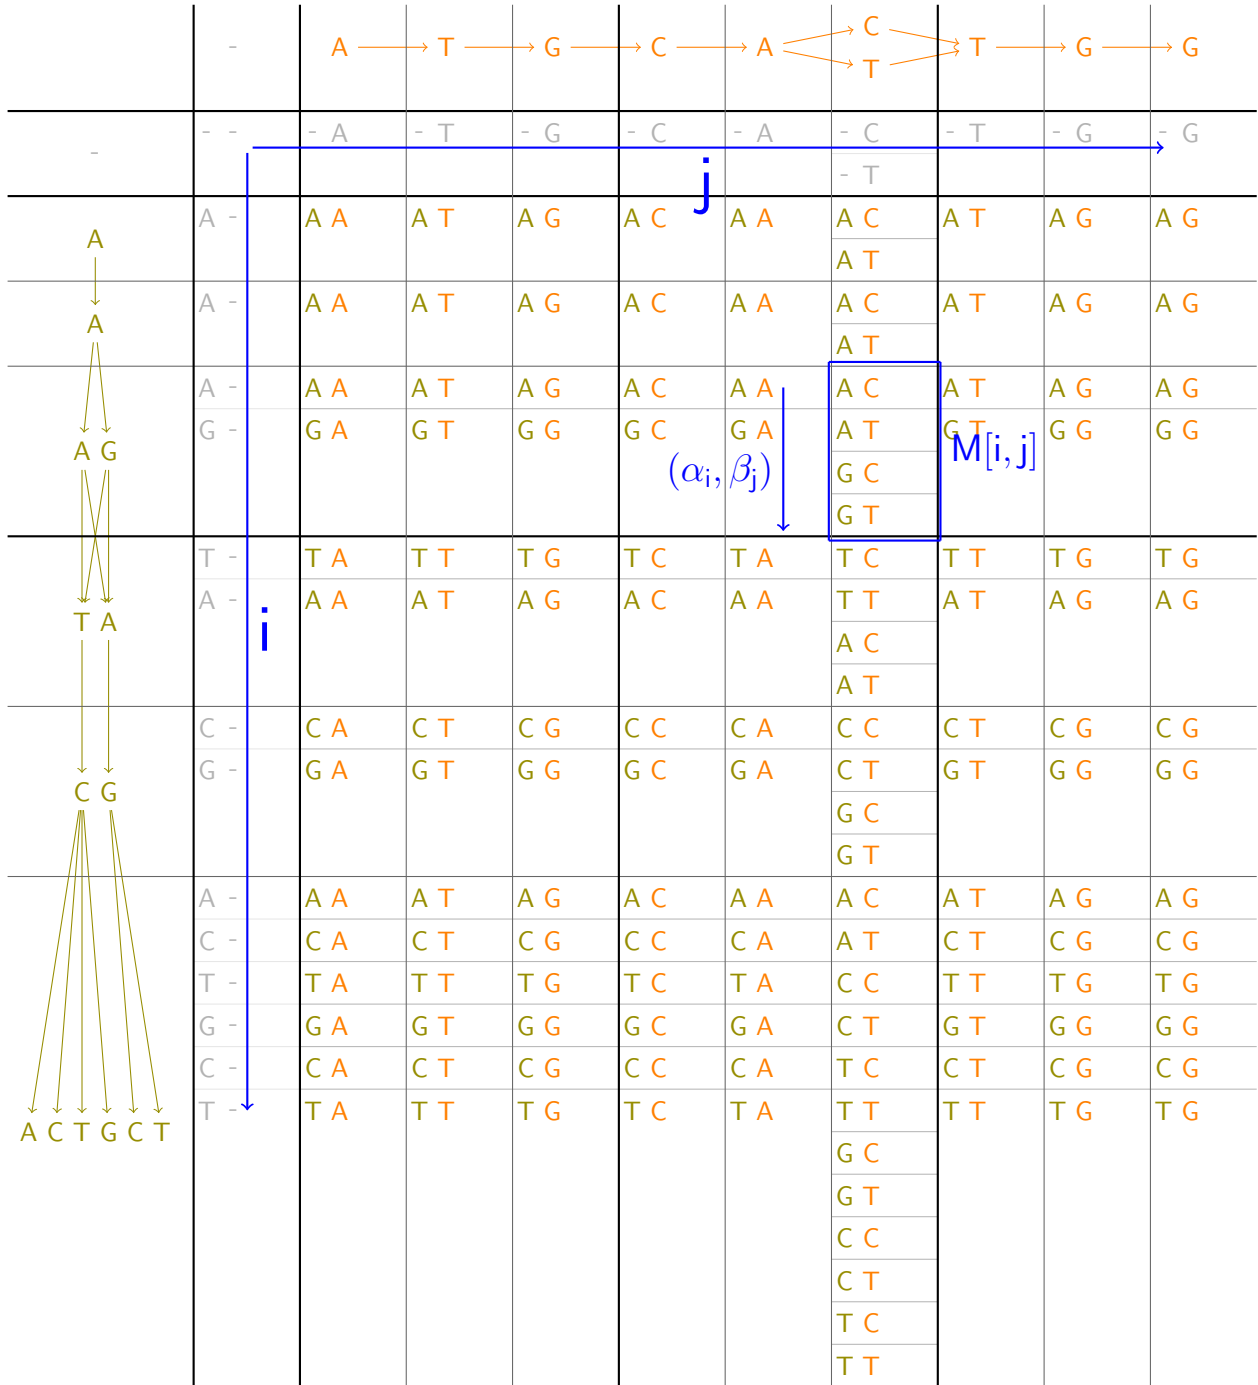 C
- A T G C A T G G
T
- - - A - T - G - C - A - C - T - G - G
-
- T
j
A - A A A T A G A C A A A C A T A G A G
A
A T
A - A A A T A G A C A A A C A T A G A G
A
A T
A - A A A T A G A C A A A C A T A G A G
G - G A G T G G G C G A A T G T G G G G
A G
M[i, j]
(αi, βj)
G C
G T
T - T A T T T G T C T A T C T T T G T G
A - A A A T A G A C A A T T A T A G A G
T A
i
A C
A T
C - C A C T C G C C C A C C C T C G C G
G - G A G T G G G C G A C T G T G G G G
C G
G C
G T
A - A A A T A G A C A A A C A T A G A G
C - C A C T C G C C C A A T C T C G C G
T - T A T T T G T C T A C C T T T G T G
G - G A G T G G G C G A C T G T G G G G
C - C A C T C G C C C A T C C T C G C G
T - T A T T T G T C T A T T T T T G T G
A C T G C T
G C
G T
C C
C T
T C
T T